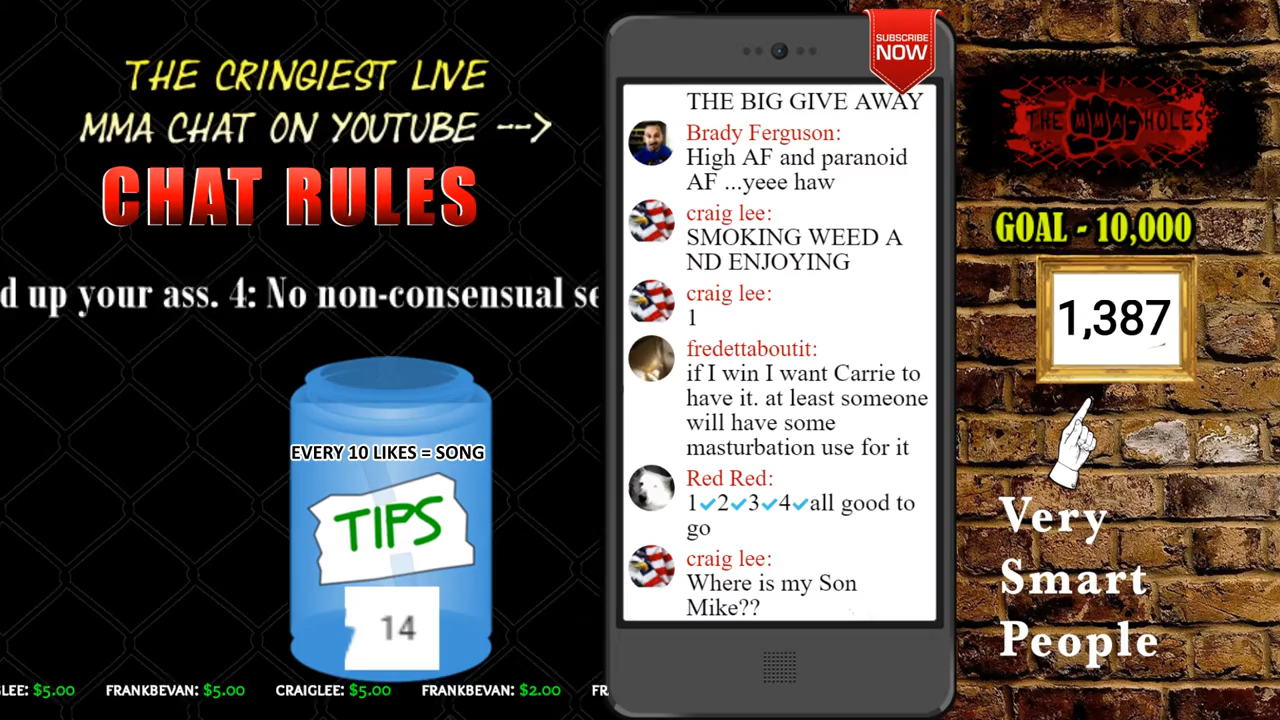 THE CRINGIEST LIVE
MMA CHAT ON YOUTUBE -->
CHAT RULES
d up your ass. 4: No non-consensual se
EVERY 10 LIKES = SONG
TIPS
14
LEE: $5.00 FRANKBEVAN: $5.00 CRAIGLEE: $5.00 FRANKBEVAN: $2.00 FR
SUBSCRIBE
NOW
THE BIG GIVE AWAY
Brady Ferguson:
High AF and paranoid
AF ...yeee haw
craig lee:
SMOKING WEED A
ND ENJOYING
craig lee:
1
fredettaboutit:
if I win I want Carrie to
have it. at least someone
will have some
masturbation use for it
Red Red:
1✔2✔3✔4✔all good to
go
craig lee:
Where is my Son
Mike??
THE MMA-HOLES
GOAL - 10,000
1,387
Very
Smart
People